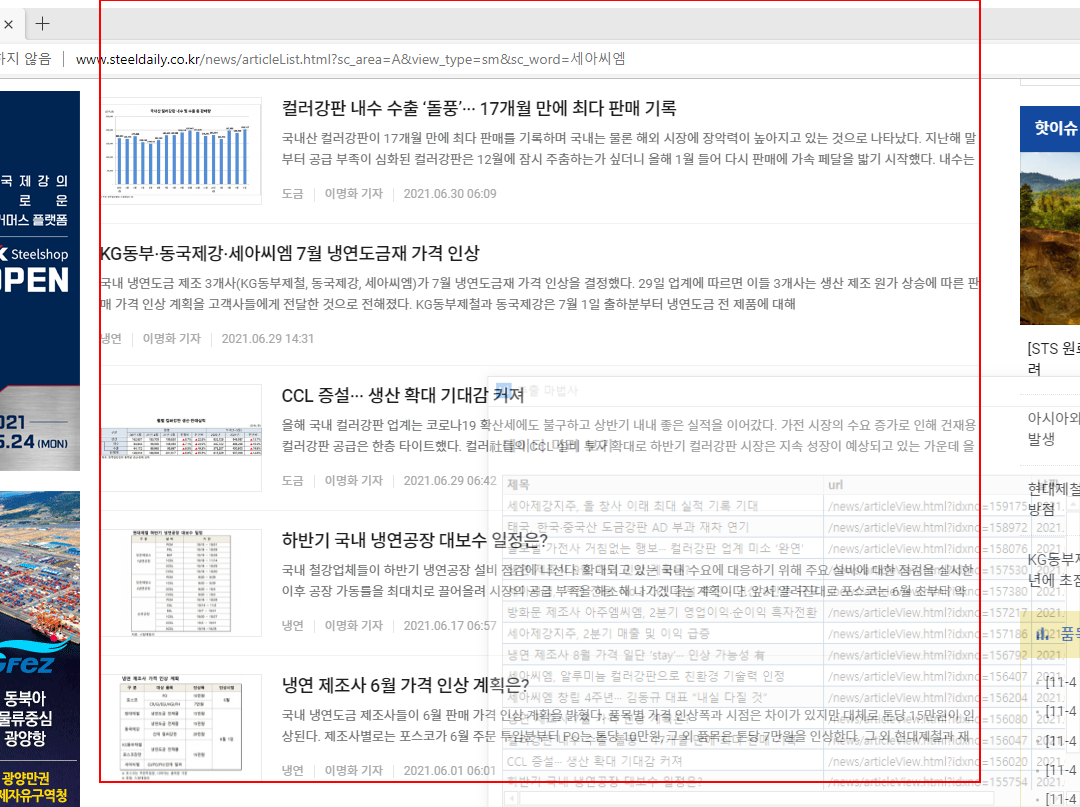 하지 않음
www.steeldaily.co.kr/news/articleList.html?sc_area=A&view_type=sm&sc_word=세아씨엠
국 제 강 의
로 운
커머스 플랫폼
Steelshop
OPEN
021
5.24 (MON)
동북아
물류중심
광양항
광양만권
제자유구역청
컬러강판 내수 수출 ‘돌풍’··· 17개월 만에 최다 판매 기록
국내산 컬러강판이 17개월 만에 최다 판매를 기록하며 국내는 물론 해외 시장에 장악력이 높아지고 있는 것으로 나타났다. 지난해 말
부터 공급 부족이 심화된 컬러강판은 12월에 잠시 주춤하는가 싶더니 올해 1월 들어 다시 판매에 가속 페달을 밟기 시작했다. 내수는
도금 이명화 기자 2021.06.30 06:09
KG동부·동국제강·세아씨엠 7월 냉연도금재 가격 인상
국내 냉연도금 제조 3개사(KG동부제철, 동국제강, 세아씨엠)가 7월 냉연도금재 가격 인상을 결정했다. 29일 업계에 따르면 이들 3개사는 생산 제조 원가 상승에 따른 판
매 가격 인상 계획을 고객사들에게 전달한 것으로 전해졌다. KG동부제철과 동국제강은 7월 1일 출하분부터 냉연도금 전 제품에 대해
냉연 이명화 기자 2021.06.29 14:31
CCL 증설··· 생산 확대 기대감 커져
올해 국내 컬러강판 업계는 코로나19 확산세에도 불구하고 상반기 내내 좋은 실적을 이어갔다. 가전 시장의 수요 증가로 인해 건재용
컬러강판 공급은 한층 타이트했다. 컬러社들의 CCL 설비 투자 확대로 하반기 컬러강판 시장은 지속 성장이 예상되고 있는 가운데 올
도금 이명화 기자 2021.06.29 06:42
하반기 국내 냉연공장 대보수 일정은?
국내 철강업체들이 하반기 냉연공장 설비 점검에 나선다. 확대되고 있는 국내 수요에 대응하기 위해 주요 설비에 대한 점검을 실시한
이후 공장 가동률을 최대치로 끌어올려 시장의 공급 부족을 해소해 나가겠다는 계획이다. 앞서 알려진대로 포스코는 6월 초부터 약
냉연 이명화 기자 2021.06.17 06:57
냉연 제조사 6월 가격 인상 계획은?
국내 냉연도금 제조사들이 6월 판매 가격 인상 계획을 밝혔다. 품목별 가격 인상폭과 시점은 차이가 있지만 대체로 톤당 15만원이 인
상된다. 제조사별로는 포스코가 6월 주문 투입분부터 PO는 톤당 10만원, 그 외 품목은 토당 7만원을 인상한다. 그 외 현대제철과 재
냉연 이명화 기자 2021.06.01 06:01
제목 url
세아제강지주, 올 창사 이래 최대 실적 기록 기대 /news/articleView.html?idxno=159175 2021.
태국, 한국·중국산 도금강판 AD 부과 재차 연기 /news/articleView.html?idxno=158972 2021.
/news/articleView.html?idxno=158076
/news/articleView.html?idxno=157530
/news/articleView.html?idxno=157380
방화문 제조사 아주엠씨엠, 2분기 영업이익·순이익 흑자전환 /news/articleView.html?idxno=157217
세아제강지주, 2분기 매출 및 이익 급증 /news/articleView.html?idxno=157186
냉연 제조사 8월 가격 일단 ‘stay’··· 인상 가능성 有 /news/articleView.html?idxno=156792 2021.
세아씨엠, 알루미늄 컬러강판으로 친환경 기술력 인정 /news/articleView.html?idxno=156407
세아씨엠 창립 4주년··· 김동규 대표 "내실 다질 것" /news/articleView.html?idxno=156204
/news/articleView.html?idxno=156080
/news/articleView.html?idxno=156047
CCL 증설··· 생산 확대 기대감 커져 /news/articleView.html?idxno=156020 2021.
하반기 국내 냉연공장 대보수 일정은? /news/articleView.html?idxno=155754 2021.
핫이슈
[STS 원료
려
아시아와
발생
현대제철
방점
KG동부제
년에 초점
품목
[11-4
[11-4
[11-4
[11-4
[11-4